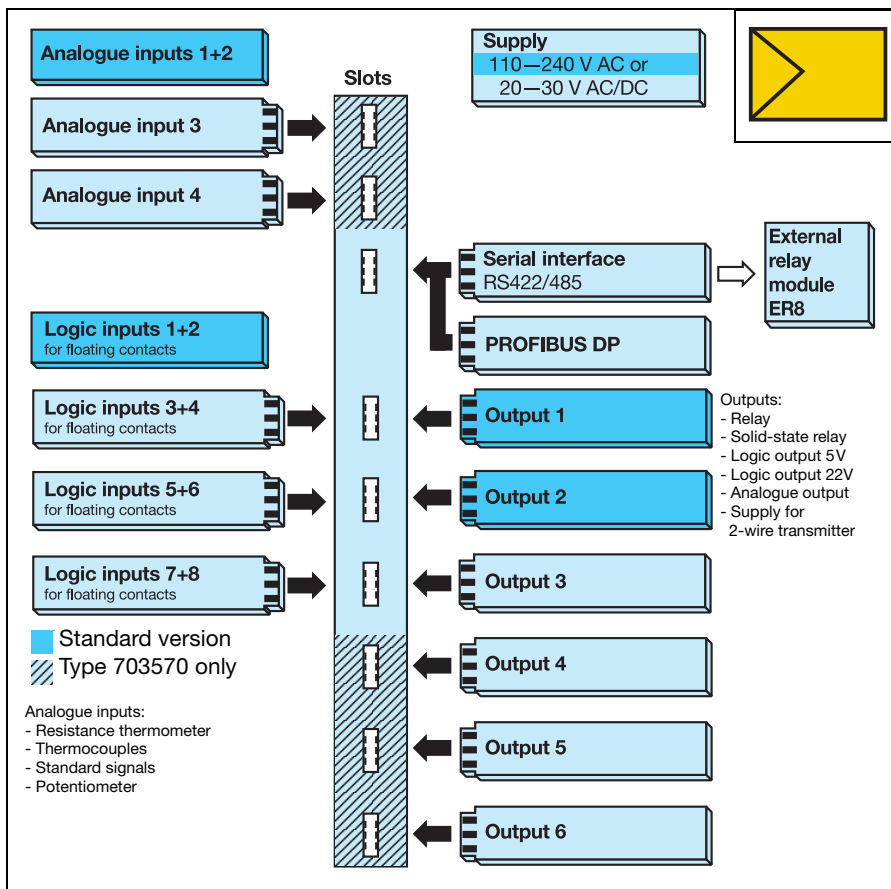 Analogue inputs 1+2
Analogue input 3
Analogue input 4
Slots
Supply
110—240 V AC or
20—30 V AC/DC
Serial interface
RS422/485
External
relay
module
ER8
PROFIBUS DP
Logic inputs 1+2
for floating contacts
Logic inputs 3+4
for floating contacts
Logic inputs 5+6
for floating contacts
Logic inputs 7+8
for floating contacts
Output 1
Output 2
Output 3
Output 4
Output 5
Output 6
Outputs:
- Relay
- Solid-state relay
- Logic output 5V
- Logic output 22V
- Analogue output
- Supply for
2-wire transmitter
Standard version
Type 703570 only
Analogue inputs:
- Resistance thermometer
- Thermocouples
- Standard signals
- Potentiometer